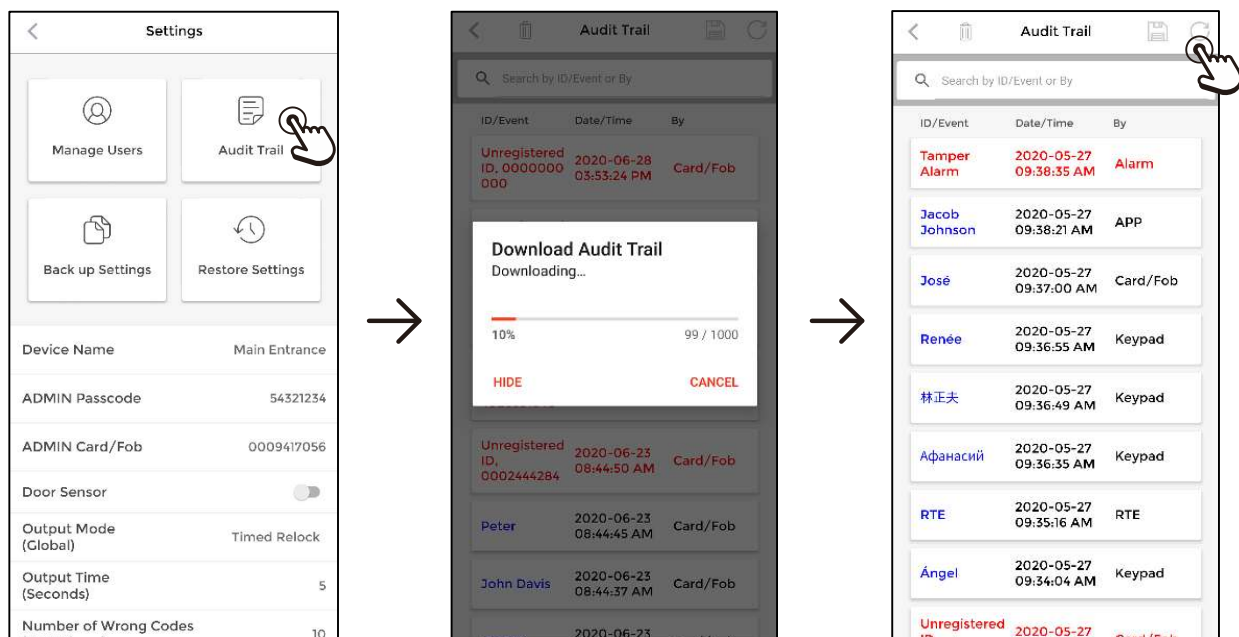 Settings
Manage Users
Audit Trail
Back up Settings
Restore Settings
Device Name
Main Entrance
ADMIN Passcode
54321234
ADMIN Card/Fob
0009417056
Door Sensor
Output Mode
(Global)
Timed Relock
Output Time
(Seconds)
5
Number of Wrong Codes
10
Audit Trail
Search by ID/Event or By
ID/Event Date/Time By
Unregistered
ID, 0000000
000
2020-06-28
03:53:24 PM
Card/Fob
Download Audit Trail
Downloading...
10%
99 / 1000
HIDE
CANCEL
Unregistered
ID,
0002444284
2020-06-23
08:44:50 AM
Card/Fob
Peter
2020-06-23
08:44:45 AM
Card/Fob
John Davis
2020-06-23
08:44:37 AM
Card/Fob
2020-06-23
Audit Trail
Search by ID/Event or By
ID/Event Date/Time By
Tamper
Alarm
2020-05-27
09:38:35 AM
Alarm
Jacob
Johnson
2020-05-27
09:38:21 AM
APP
José
2020-05-27
09:37:00 AM
Card/Fob
Renée
2020-05-27
09:36:55 AM
Keypad
林正夫
2020-05-27
09:36:49 AM
Keypad
Афанасий
2020-05-27
09:36:35 AM
Keypad
RTE
2020-05-27
09:35:16 AM
RTE
Ángel
2020-05-27
09:34:04 AM
Keypad
Unregistered
2020-05-27